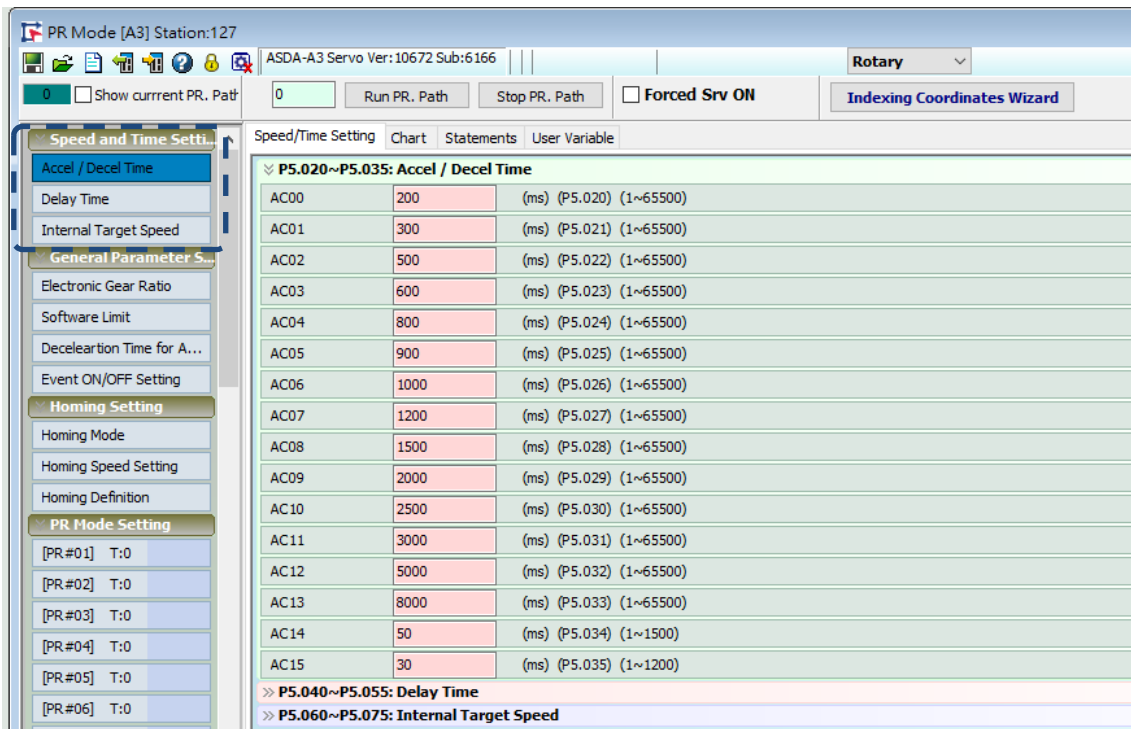 PR Mode [A3] Station:127
ASDA-A3 Servo Ver:10672 Sub:6166
Rotary
0 Show currrent PR. Path 0 Run PR. Path Stop PR. Path Forced Srv ON Indexing Coordinates Wizard
Speed and Time Setti...
Accel / Decel Time
Delay Time
Internal Target Speed
General Parameter S...
Electronic Gear Ratio
Software Limit
Deceleartion Time for A...
Event ON/OFF Setting
Homing Setting
Homing Mode
Homing Speed Setting
Homing Definition
PR Mode Setting
[PR#01] T:0
[PR#02] T:0
[PR#03] T:0
[PR#04] T:0
[PR#05] T:0
[PR#06] T:0
Speed/Time Setting Chart Statements User Variable
P5.020~P5.035: Accel / Decel Time
AC00 200 (ms) (P5.020) (1~65500)
AC01 300 (ms) (P5.021) (1~65500)
AC02 500 (ms) (P5.022) (1~65500)
AC03 600 (ms) (P5.023) (1~65500)
AC04 800 (ms) (P5.024) (1~65500)
AC05 900 (ms) (P5.025) (1~65500)
AC06 1000 (ms) (P5.026) (1~65500)
AC07 1200 (ms) (P5.027) (1~65500)
AC08 1500 (ms) (P5.028) (1~65500)
AC09 2000 (ms) (P5.029) (1~65500)
AC10 2500 (ms) (P5.030) (1~65500)
AC11 3000 (ms) (P5.031) (1~65500)
AC12 5000 (ms) (P5.032) (1~65500)
AC13 8000 (ms) (P5.033) (1~65500)
AC14 50 (ms) (P5.034) (1~1500)
AC15 30 (ms) (P5.035) (1~1200)
P5.040~P5.055: Delay Time
P5.060~P5.075: Internal Target Speed